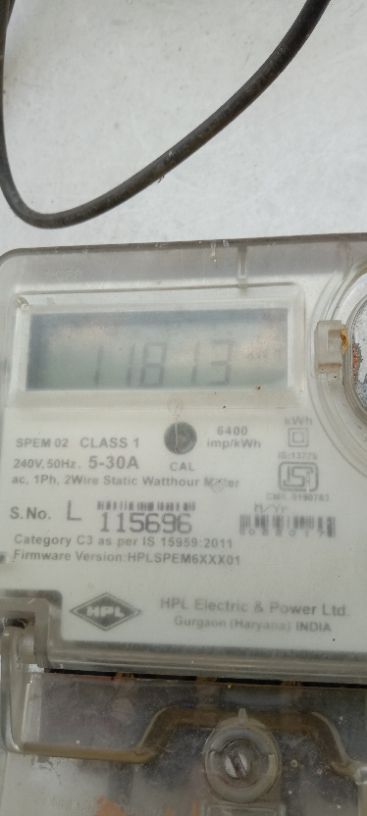 11813
SPEM 02 CLASS 1
6400
imp/kWh
kWh
240V, 50Hz. 5-30A
CAL
ac, 1Ph, 2Wire Static Watthour Meter
S.No. L 115696
M/Yr
Category C3 as per IS 15959:2011
Firmware Version:HPLSPEM6XXX01
HPL
HPL Electric & Power Ltd.
Gurgaon (Haryana) INDIA